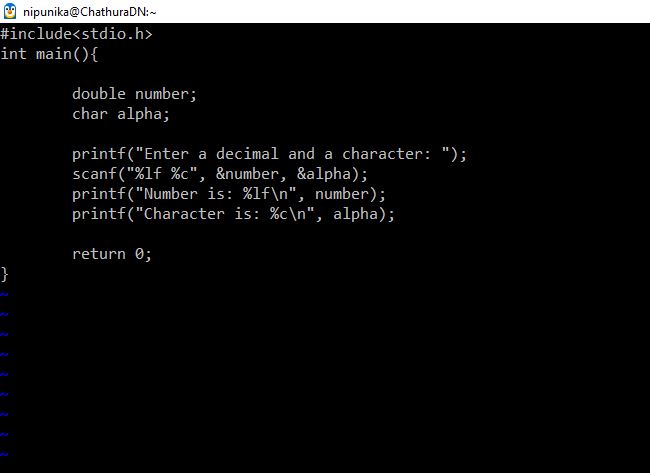 nipunika@ChathuraDN:~
#include<stdio.h>
int main(){
double number;
char alpha;
printf("Enter a decimal and a character: ");
scanf("%lf %c", &number, &alpha);
printf("Number is: %lf\n", number);
printf("Character is: %c\n", alpha);
return 0;
}
~
~
~
~
~
~
~
~
~